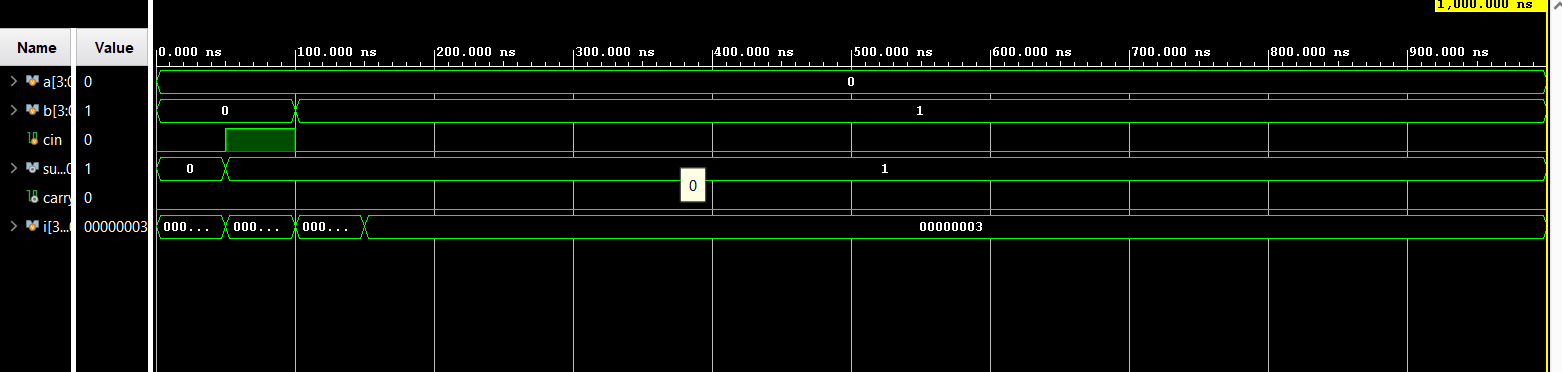 1,000.000 ns
Name Value 0.000 ns 100.000 ns 200.000 ns 300.000 ns 400.000 ns 500.000 ns 600.000 ns 700.000 ns 800.000 ns 900.000 ns
a[3:0 0 0
b[3:0 1 0 1
cin 0
su...0 1 0 1
0
carry 0
i[3...0 00000003 000... 000... 000... 00000003